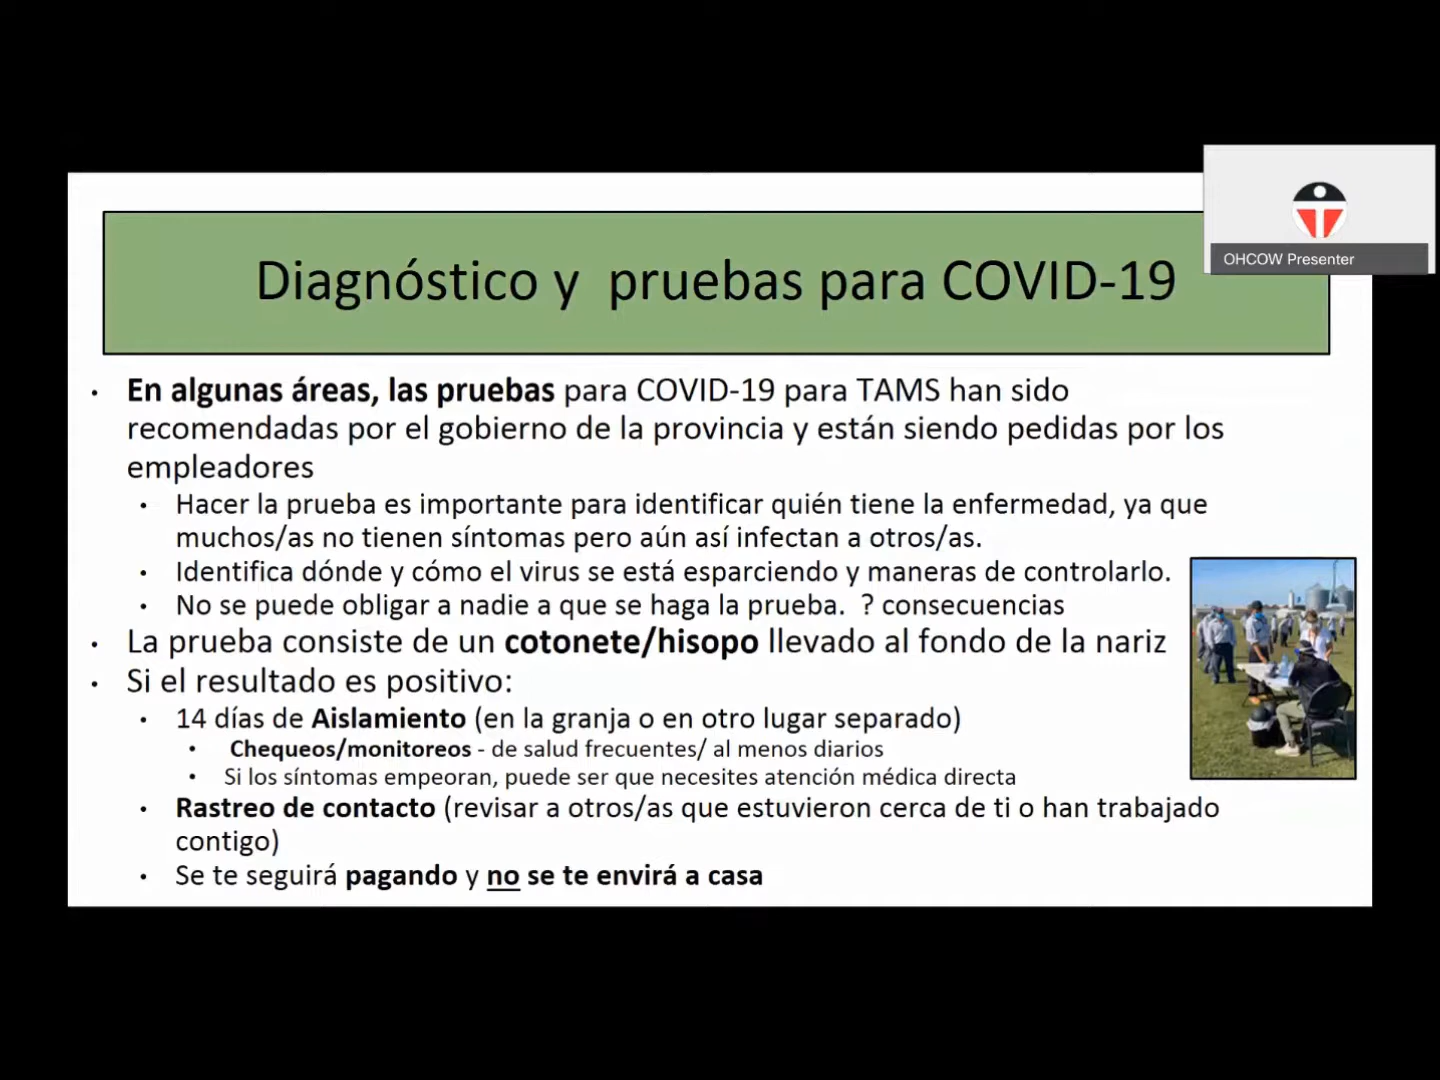 OHCOW Presenter
Diagnóstico y pruebas para COVID-19
• En algunas áreas, las pruebas para COVID-19 para TAMS han sido
recomendadas por el gobierno de la provincia y están siendo pedidas por los
empleadores
• Hacer la prueba es importante para identificar quién tiene la enfermedad, ya que
muchos/as no tienen síntomas pero aún así infectan a otros/as.
• Identifica dónde y cómo el virus se está esparciendo y maneras de controlarlo.
• No se puede obligar a nadie a que se haga la prueba. ? consecuencias
• La prueba consiste de un cotonete/hisopo llevado al fondo de la nariz
• Si el resultado es positivo:
• 14 días de Aislamiento (en la granja o en otro lugar separado)
• Chequeos/monitoreos - de salud frecuentes/ al menos diarios
• Si los síntomas empeoran, puede ser que necesites atención médica directa
• Rastreo de contacto (revisar a otros/as que estuvieron cerca de ti o han trabajado
contigo)
• Se te seguirá pagando y no se te envirá a casa